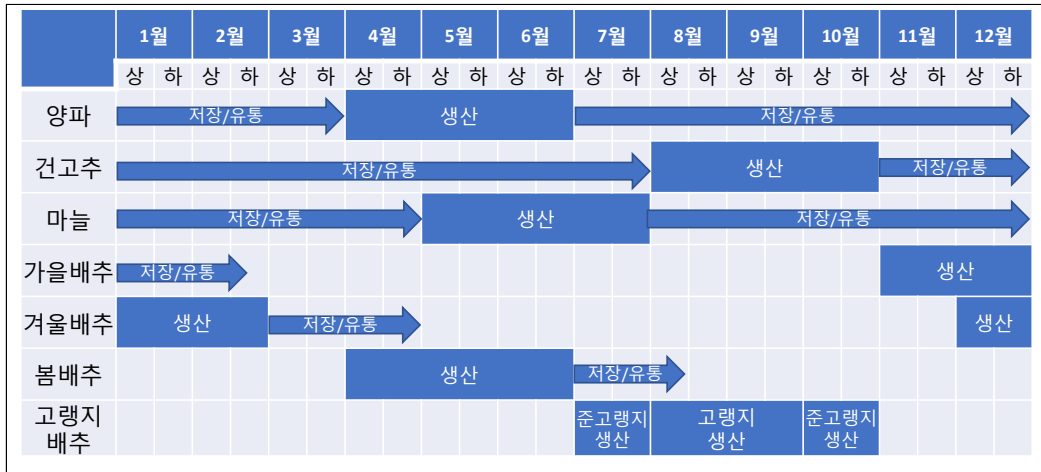 1월 2월 3월 4월 5월 6월 7월 8월 9월 10월 11월 12월
상 하 상 하 상 하 상 하 상 하 상 하 상 하 상 하 상 하 상 하 상 하 상 하
양파 저장/유통 생산 저장/유통
건고추 저장/유통 생산 저장/유통
마늘 저장/유통 생산 저장/유통
가을배추 저장/유통 생산
겨울배추 생산 저장/유통 생산
봄배추 생산 저장/유통
고랭지 준고랭지 고랭지 준고랭지
배추 생산 생산 생산